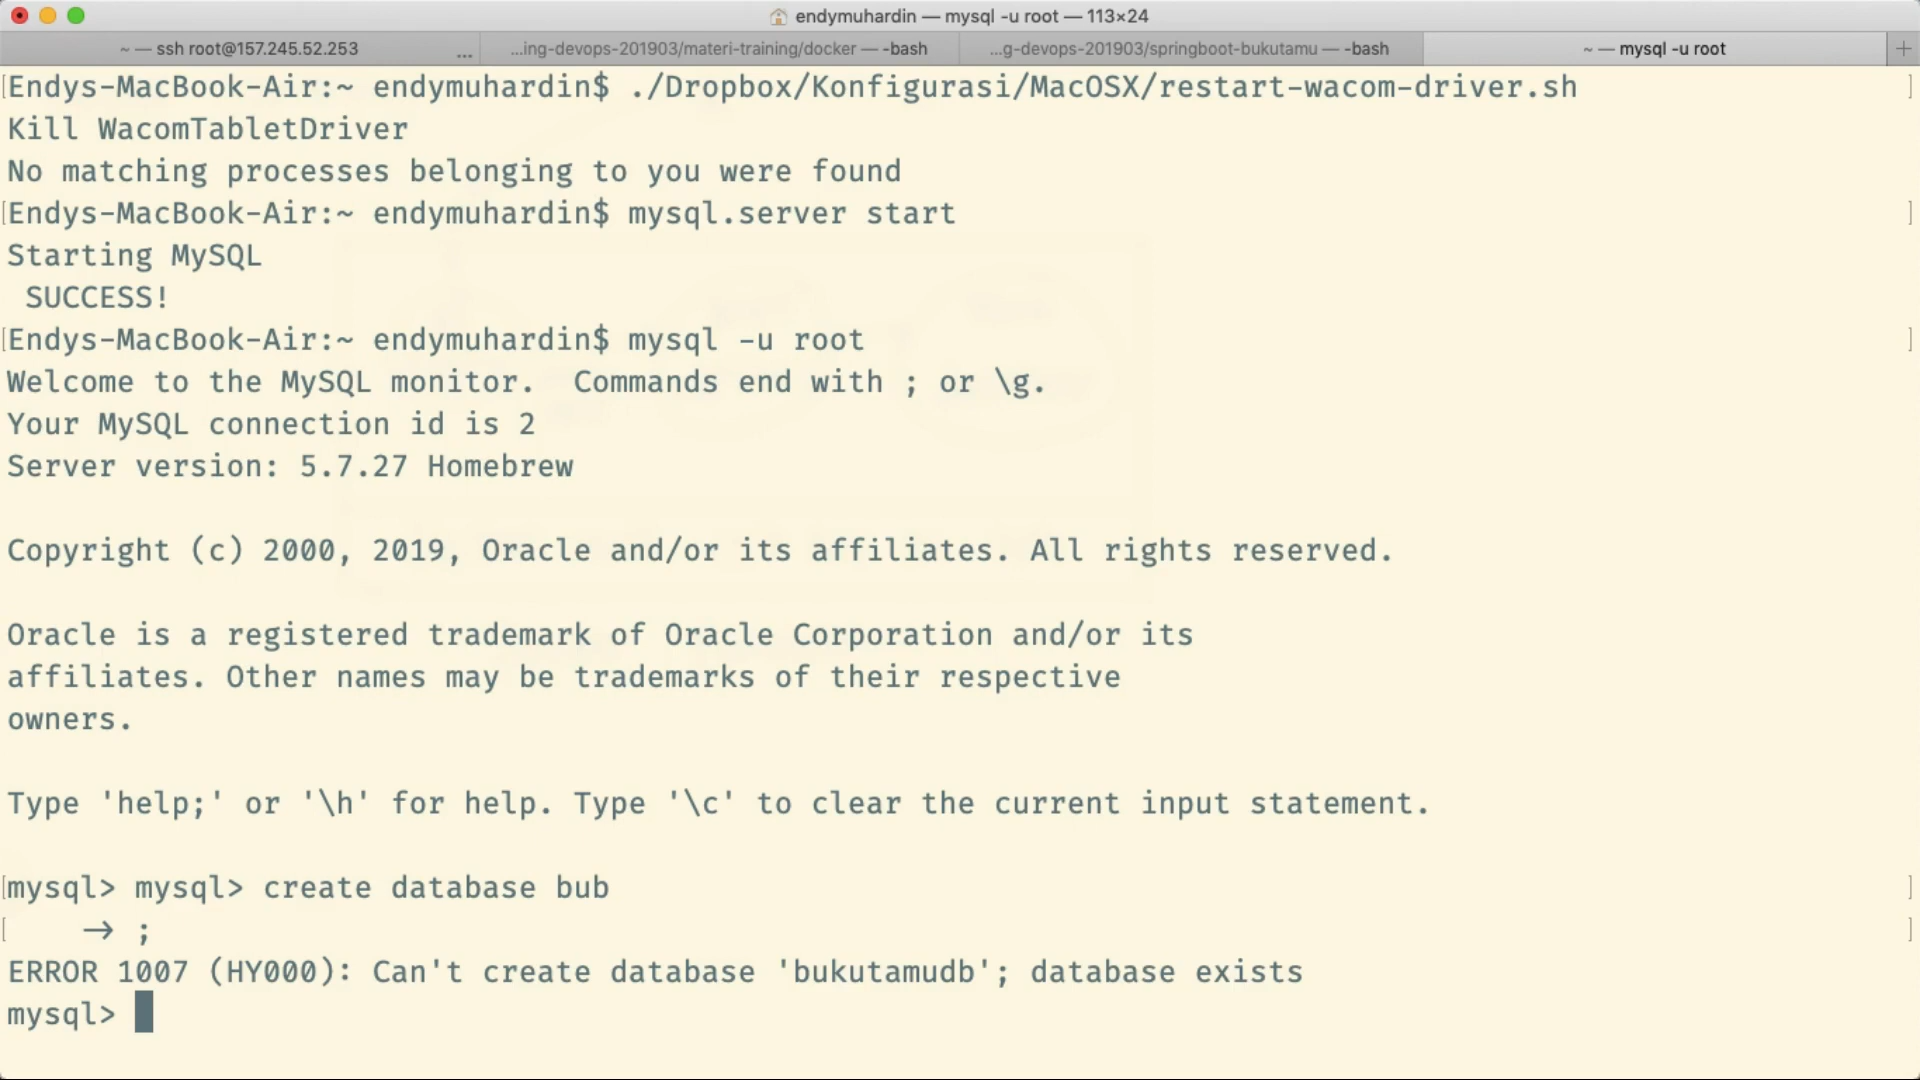 endymuhardin — mysql -u root — 113×24
~ — ssh root@157.245.52.253 ...
...ing-devops-201903/materi-training/docker — -bash
...g-devops-201903/springboot-bukutamu — -bash
~ — mysql -u root
[Endys-MacBook-Air:~ endymuhardin$ ./Dropbox/Konfigurasi/MacOSX/restart-wacom-driver.sh ]
Kill WacomTabletDriver
No matching processes belonging to you were found
[Endys-MacBook-Air:~ endymuhardin$ mysql.server start ]
Starting MySQL
 SUCCESS!
[Endys-MacBook-Air:~ endymuhardin$ mysql -u root ]
Welcome to the MySQL monitor.  Commands end with ; or \g.
Your MySQL connection id is 2
Server version: 5.7.27 Homebrew
Copyright (c) 2000, 2019, Oracle and/or its affiliates. All rights reserved.
Oracle is a registered trademark of Oracle Corporation and/or its
affiliates. Other names may be trademarks of their respective
owners.
Type 'help;' or '\h' for help. Type '\c' to clear the current input statement.
[mysql> mysql> create database bub ]
[    -> ; ]
ERROR 1007 (HY000): Can't create database 'bukutamudb'; database exists
mysql>